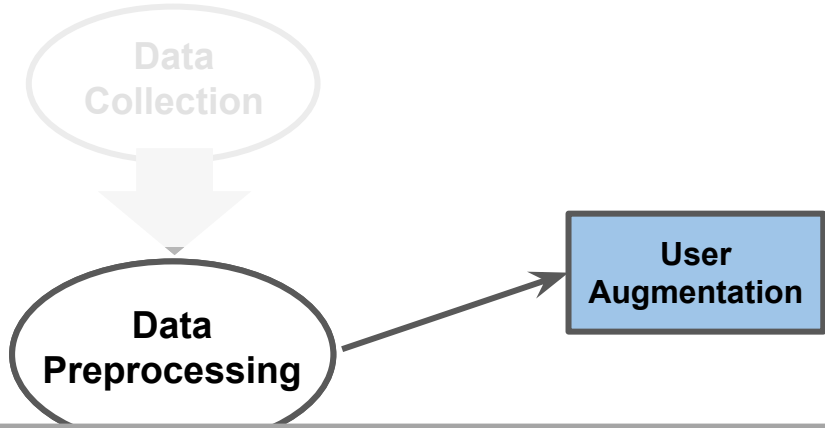 Data
Collection
Data
Preprocessing
User
Augmentation